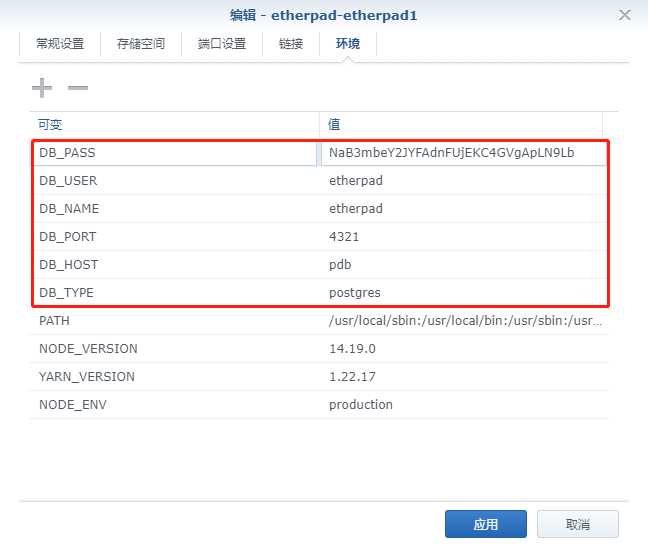 编辑 - etherpad-etherpad1
常规设置 存储空间 端口设置 链接 环境
可变 值
DB_PASS NaB3mbeY2JYFAdnFUjEKC4GVgApLN9Lb
DB_USER etherpad
DB_NAME etherpad
DB_PORT 4321
DB_HOST pdb
DB_TYPE postgres
PATH /usr/local/sbin:/usr/local/bin:/usr/sbin:/usr...
NODE_VERSION 14.19.0
YARN_VERSION 1.22.17
NODE_ENV production
应用 取消